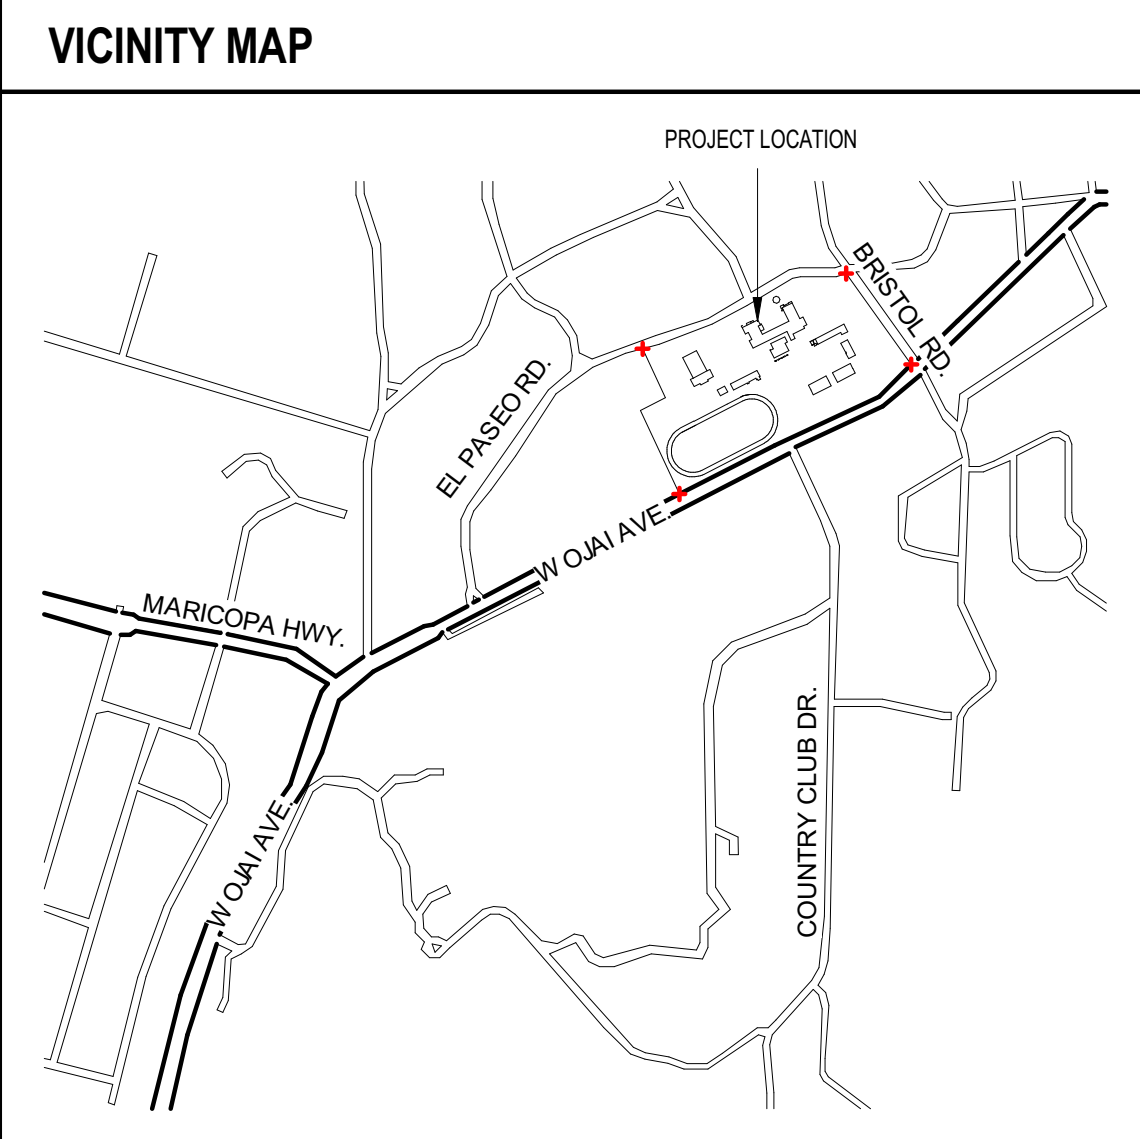 VICINITY MAP
PROJECT LOCATION
BRISTOL RD.
EL PASEO RD.
W OJAI AVE.
MARICOPA HWY.
COUNTRY CLUB DR.
W OJAI AVE.